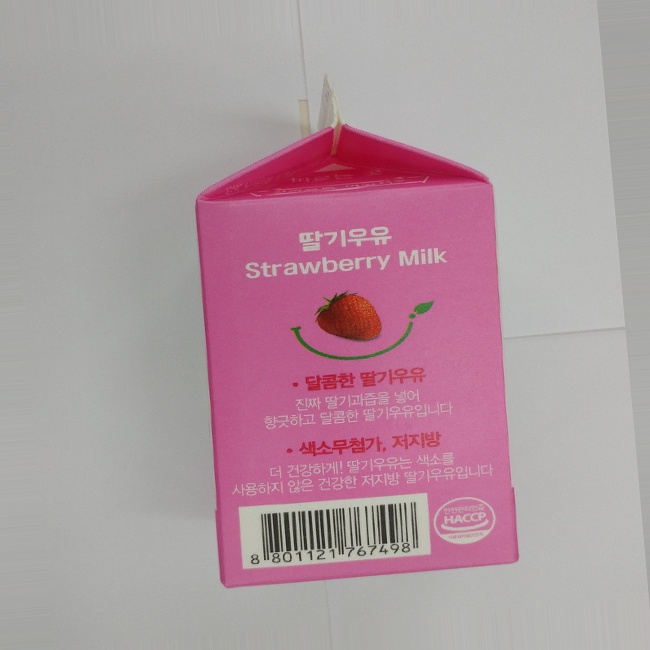 딸기우유
Strawberry Milk
• 달콤한 딸기우유
진짜 딸기과즙을 넣어
향긋하고 달콤한 딸기우유입니다
• 색소무첨가, 저지방
더 건강하게! 딸기우유는 색소를
사용하지 않은 건강한 저지방 딸기우유입니다
HACCP
8 801121 767498